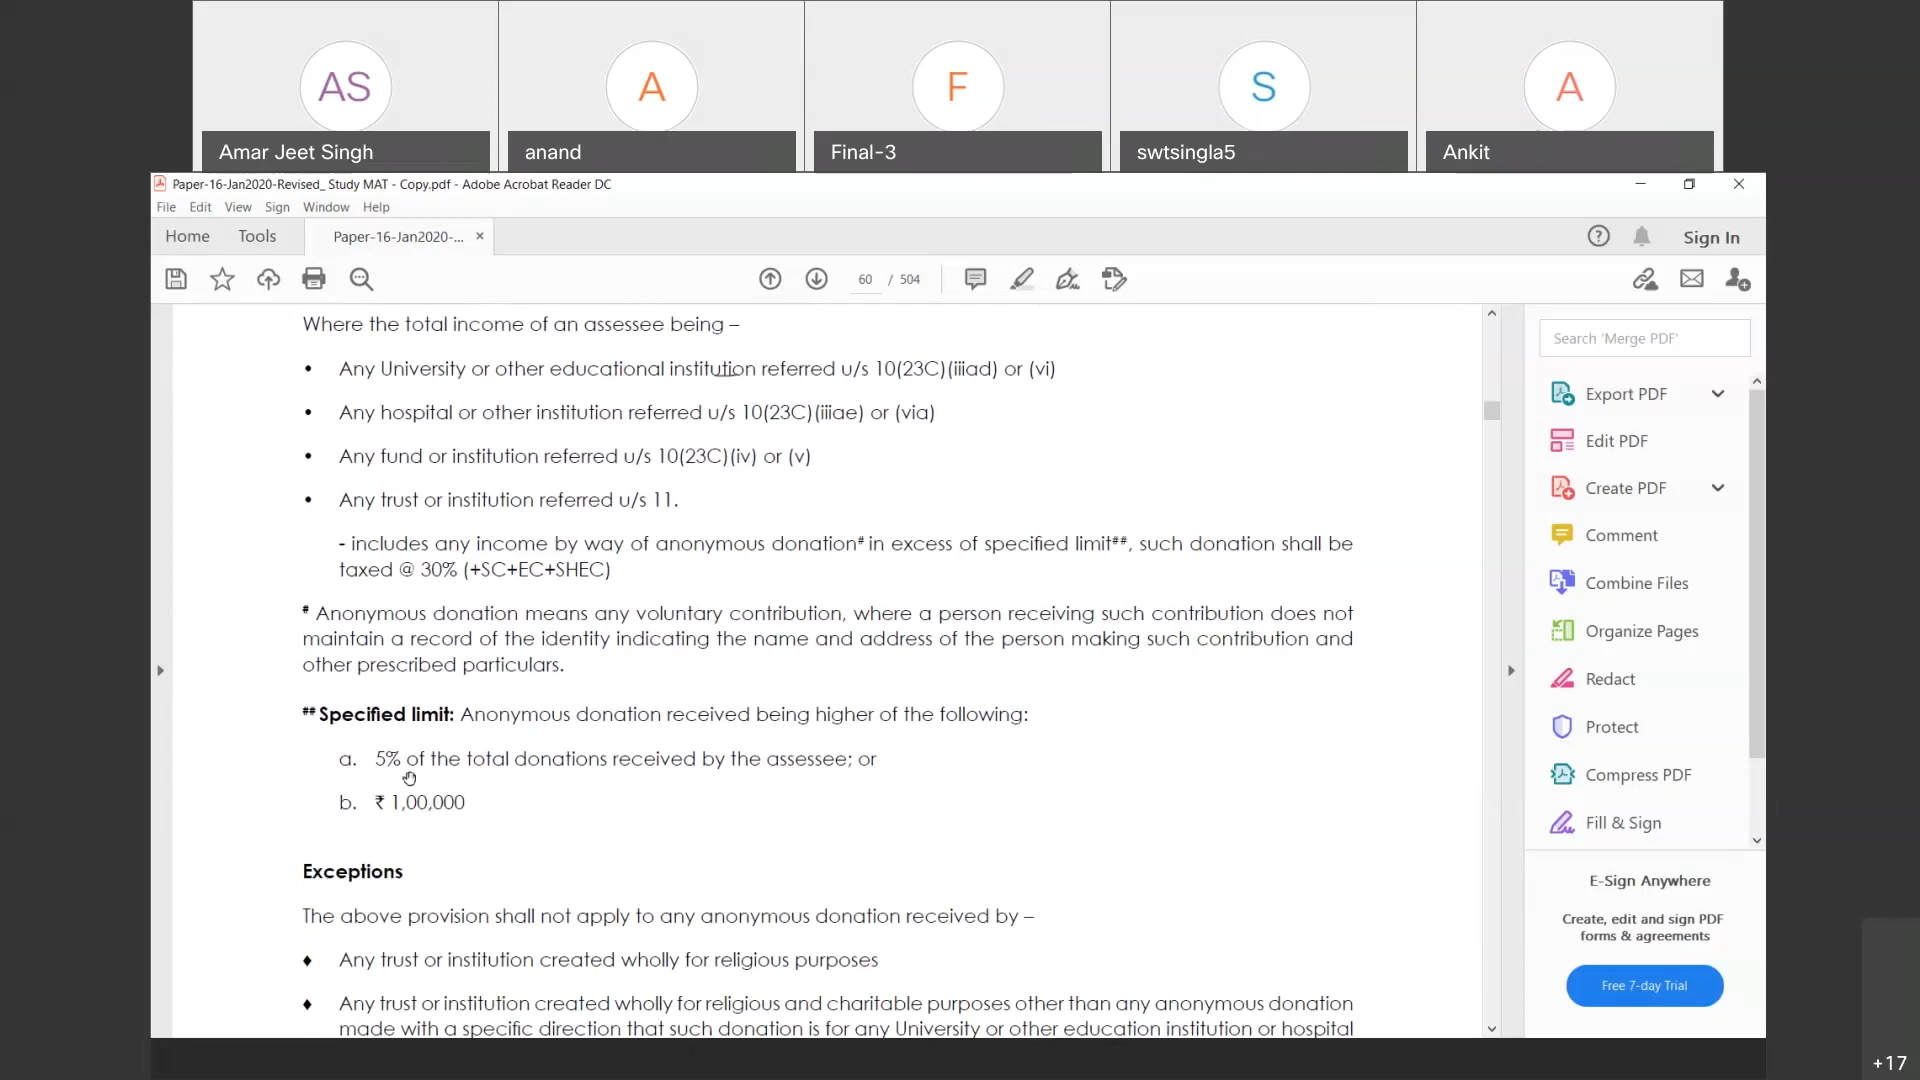 AS A F S A
Amar Jeet Singh anand Final-3 swtsingla5 Ankit
Paper-16-Jan2020-Revised_ Study MAT - Copy.pdf - Adobe Acrobat Reader DC
File Edit View Sign Window Help
Home Tools Paper-16-Jan2020-... × Sign In
60 / 504
Where the total income of an assessee being –
• Any University or other educational institution referred u/s 10(23C)(iiiad) or (vi)
• Any hospital or other institution referred u/s 10(23C)(iiiae) or (via)
• Any fund or institution referred u/s 10(23C)(iv) or (v)
• Any trust or institution referred u/s 11.
- includes any income by way of anonymous donation# in excess of specified limit##, such donation shall be
taxed @ 30% (+SC+EC+SHEC)
# Anonymous donation means any voluntary contribution, where a person receiving such contribution does not
maintain a record of the identity indicating the name and address of the person making such contribution and
other prescribed particulars.
## Specified limit: Anonymous donation received being higher of the following:
a. 5% of the total donations received by the assessee; or
b. ₹ 1,00,000
Exceptions
The above provision shall not apply to any anonymous donation received by –
♦ Any trust or institution created wholly for religious purposes
♦ Any trust or institution created wholly for religious and charitable purposes other than any anonymous donation
made with a specific direction that such donation is for any University or other education institution or hospital
Search 'Merge PDF'
Export PDF
Edit PDF
Create PDF
Comment
Combine Files
Organize Pages
Redact
Protect
Compress PDF
Fill & Sign
E-Sign Anywhere
Create, edit and sign PDF
forms & agreements
Free 7-day Trial
+17